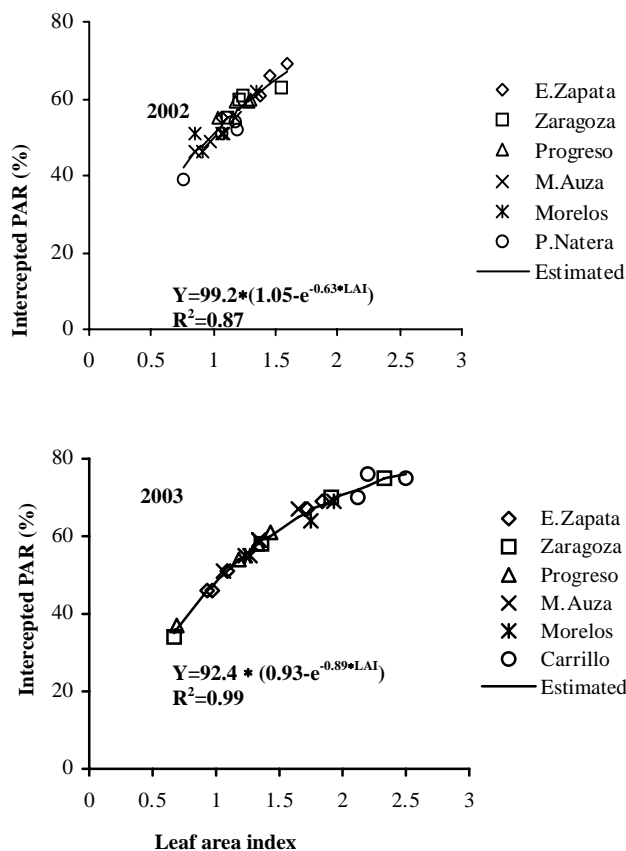 80
60
40
20
0
0 0.5 1 1.5 2 2.5 3
Intercepted PAR (%)
2002
Y=99.2*(1.05-e^-0.63*LAI)
R²=0.87
E.Zapata
Zaragoza
Progreso
M.Auza
Morelos
P.Natera
Estimated
80
60
40
20
0
0 0.5 1 1.5 2 2.5 3
Intercepted PAR (%)
2003
Y=92.4 * (0.93-e^-0.89*LAI)
R²=0.99
E.Zapata
Zaragoza
Progreso
M.Auza
Morelos
Carrillo
Estimated
Leaf area index